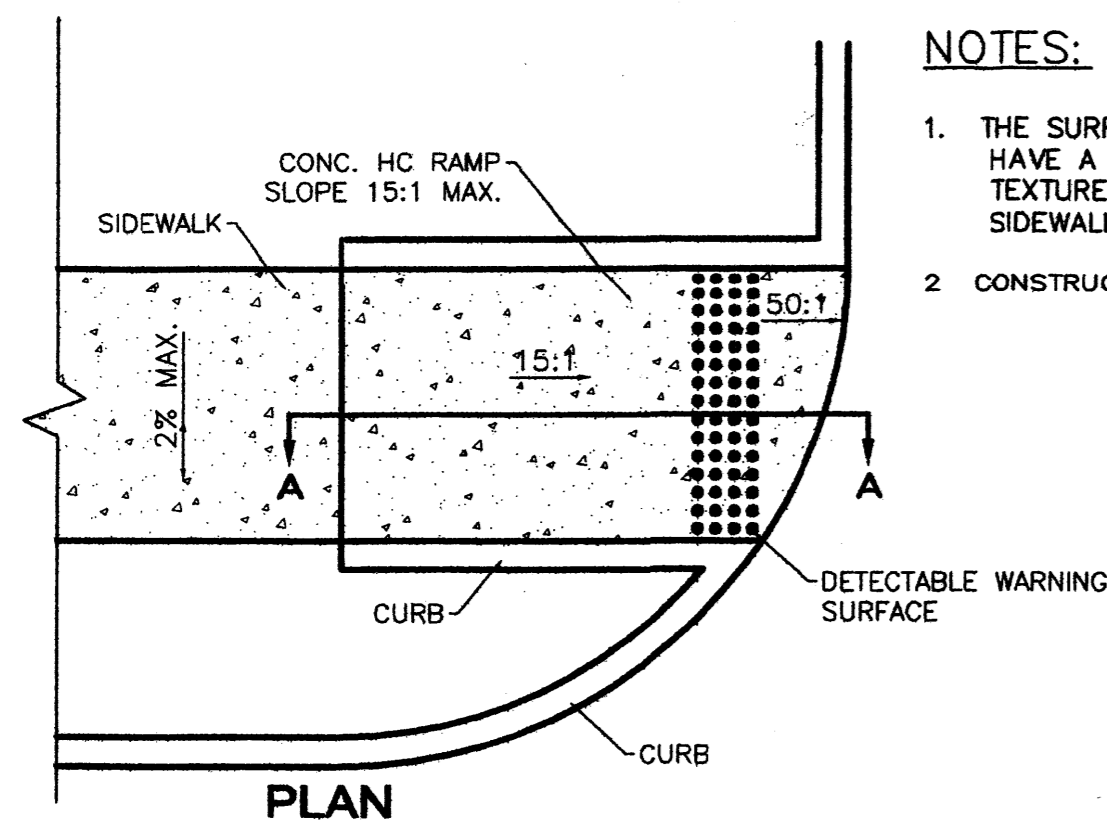 NOTES:
1. THE SURF
HAVE A
TEXTURE
SIDEWALK
2 CONSTRUC
CONC. HC RAMP
SLOPE 15:1 MAX.
SIDEWALK
50:1
15:1
2% MAX.
A
A
DETECTABLE WARNING
SURFACE
CURB
CURB
PLAN